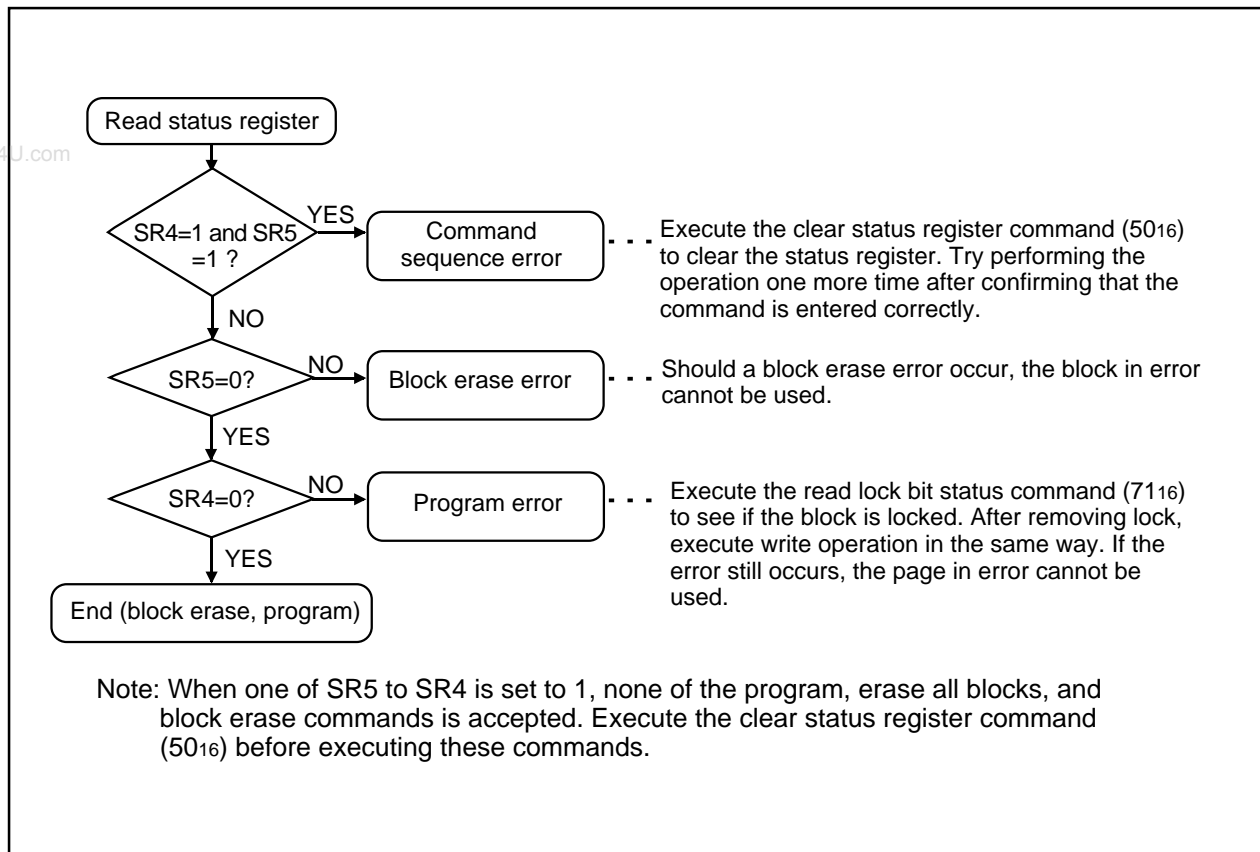 Read status register
4U.com
SR4=1 and SR5
=1 ?
YES
Command
sequence error
Execute the clear status register command (5016)
to clear the status register. Try performing the
operation one more time after confirming that the
command is entered correctly.
NO
SR5=0?
NO
Block erase error
Should a block erase error occur, the block in error
cannot be used.
YES
SR4=0?
NO
Program error
Execute the read lock bit status command (7116)
to see if the block is locked. After removing lock,
execute write operation in the same way. If the
error still occurs, the page in error cannot be
used.
YES
End (block erase, program)
Note: When one of SR5 to SR4 is set to 1, none of the program, erase all blocks, and
block erase commands is accepted. Execute the clear status register command
(5016) before executing these commands.